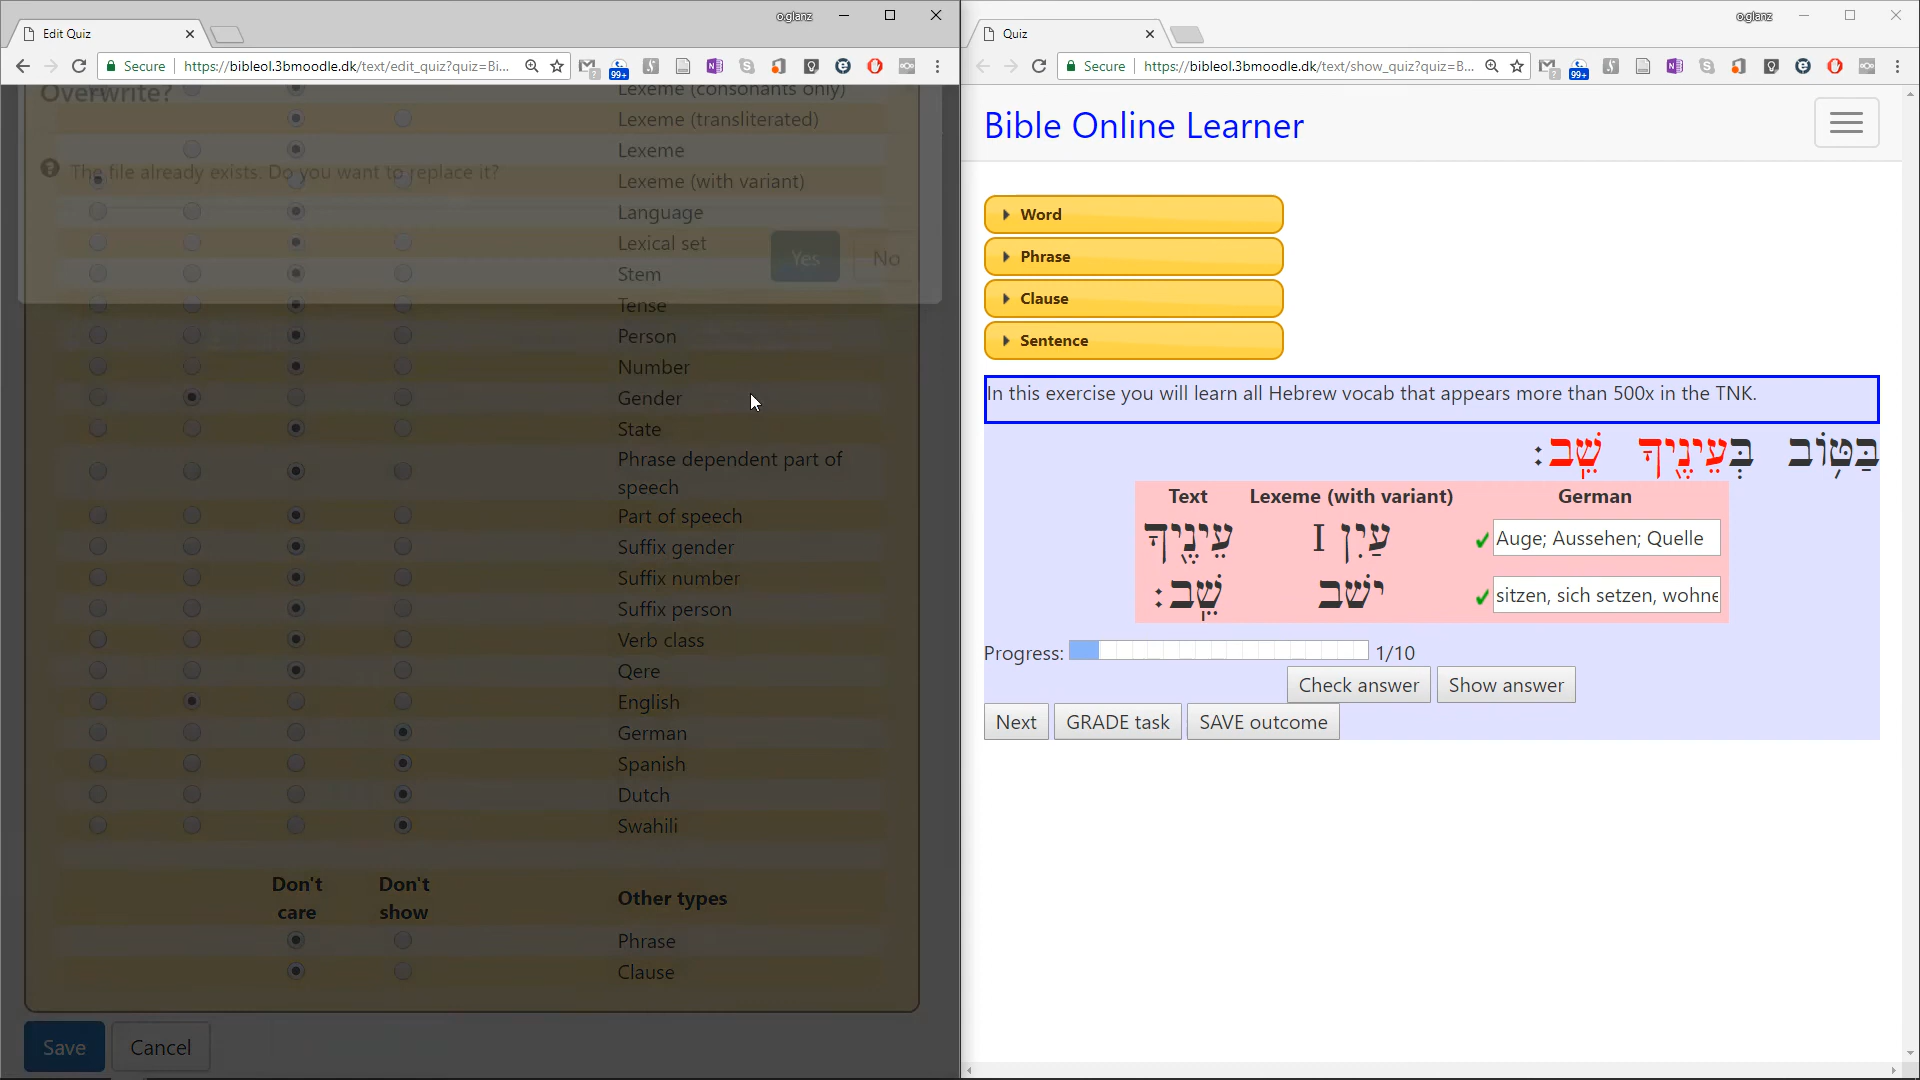 o.glanz
Edit Quiz
Secure
https://bibleol.3bmoodle.dk/text/edit_quiz?quiz=Bi...
99+
Overwrite?
Lexeme (consonants only)
Lexeme (transliterated)
Lexeme
The file already exists. Do you want to replace it?
Lexeme (with variant)
Language
Lexical set
Yes
No
Stem
Tense
Person
Number
Gender
State
Phrase dependent part of
speech
Part of speech
Suffix gender
Suffix number
Suffix person
Verb class
Qere
English
German
Spanish
Dutch
Swahili
Don't care
Don't show
Other types
Phrase
Clause
Save
Cancel
o.glanz
Quiz
Secure
https://bibleol.3bmoodle.dk/text/show_quiz?quiz=B...
99+
Bible Online Learner
Word
Phrase
Clause
Sentence
In this exercise you will learn all Hebrew vocab that appears more than 500x in the TNK.
בַּטּ֥וֹב בְּעֵינֶ֖יךָ שֵֽׁב׃
Text Lexeme (with variant) German
עֵינֶ֖יךָ עַיִן I Auge; Aussehen; Quelle
שֵֽׁב׃ ישׁב sitzen, sich setzen, wohne
Progress: 1/10
Check answer Show answer
Next GRADE task SAVE outcome